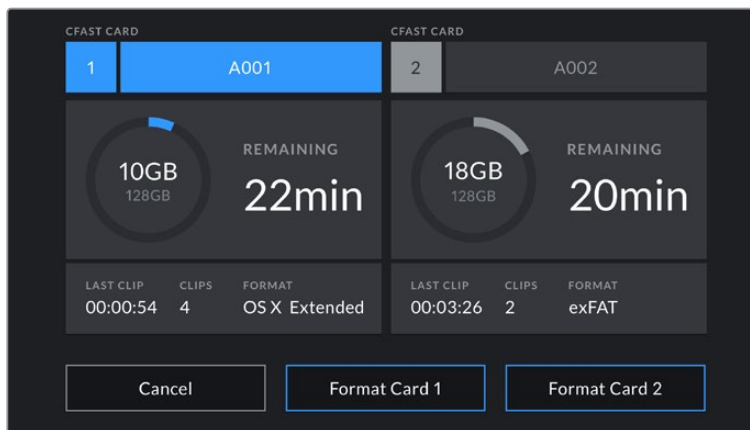 CFAST CARD
1 A001
10GB
128GB
REMAINING
22min
LAST CLIP CLIPS FORMAT
00:00:54 4 OS X Extended
CFAST CARD
2 A002
18GB
128GB
REMAINING
20min
LAST CLIP CLIPS FORMAT
00:03:26 2 exFAT
Cancel Format Card 1 Format Card 2